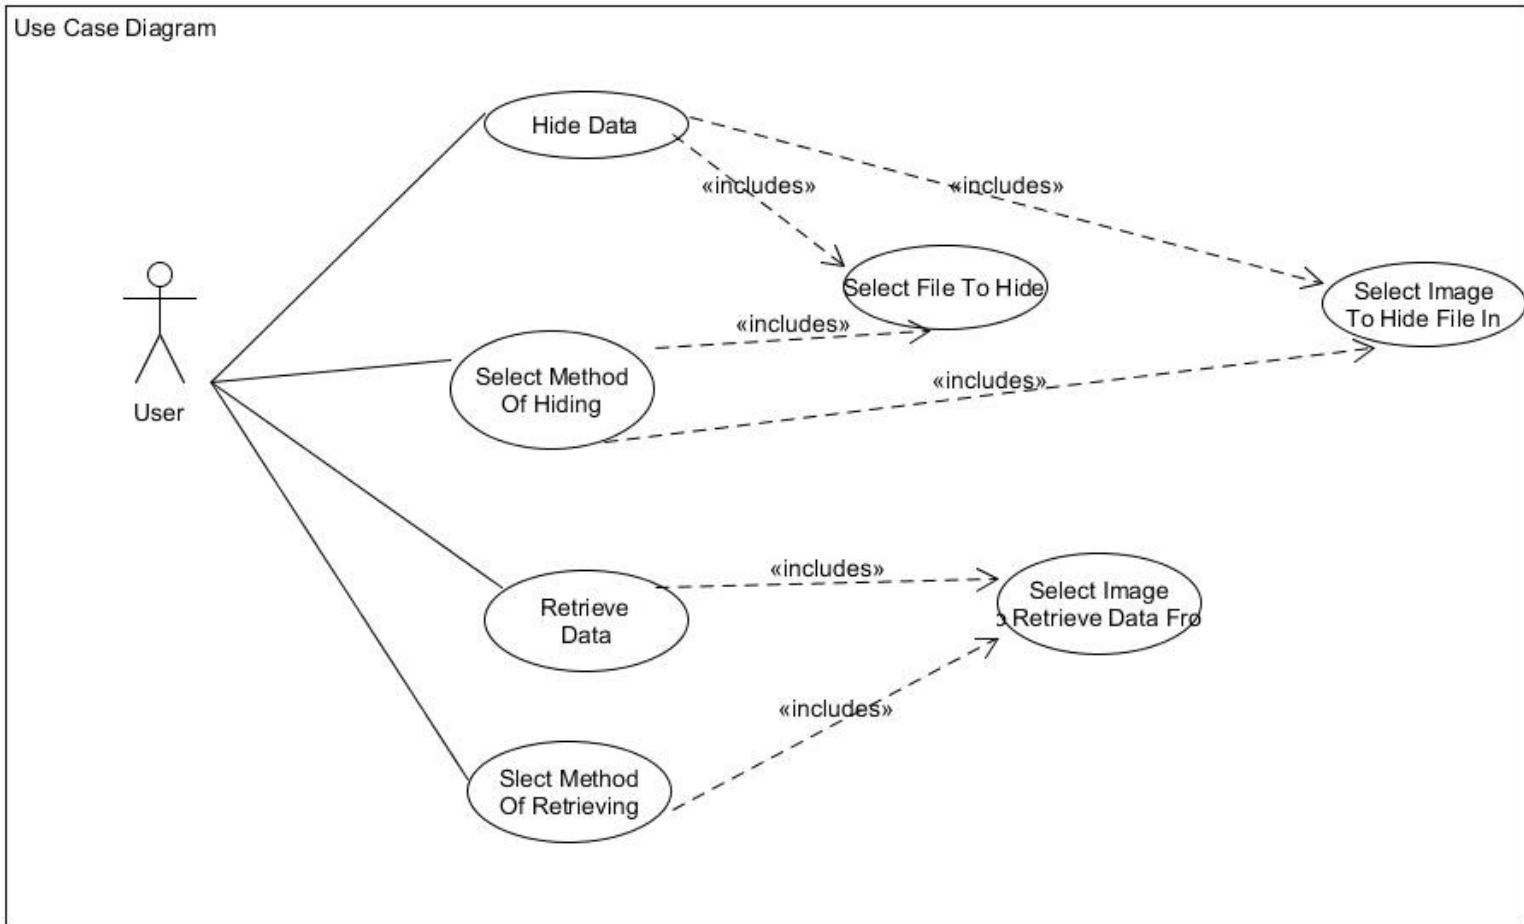 Use Case Diagram
Hide Data
«includes»
«includes»
Select File To Hide
Select Image
To Hide File In
«includes»
Select Method
Of Hiding
«includes»
User
«includes»
Select Image
o Retrieve Data Fro
Retrieve
Data
«includes»
Slect Method
Of Retrieving